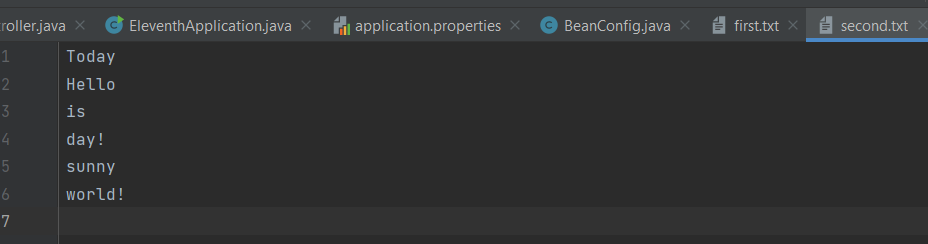 roller.java EleventhApplication.java application.properties BeanConfig.java first.txt second.txt
1 Today
2 Hello
3 is
4 day!
5 sunny
6 world!
7